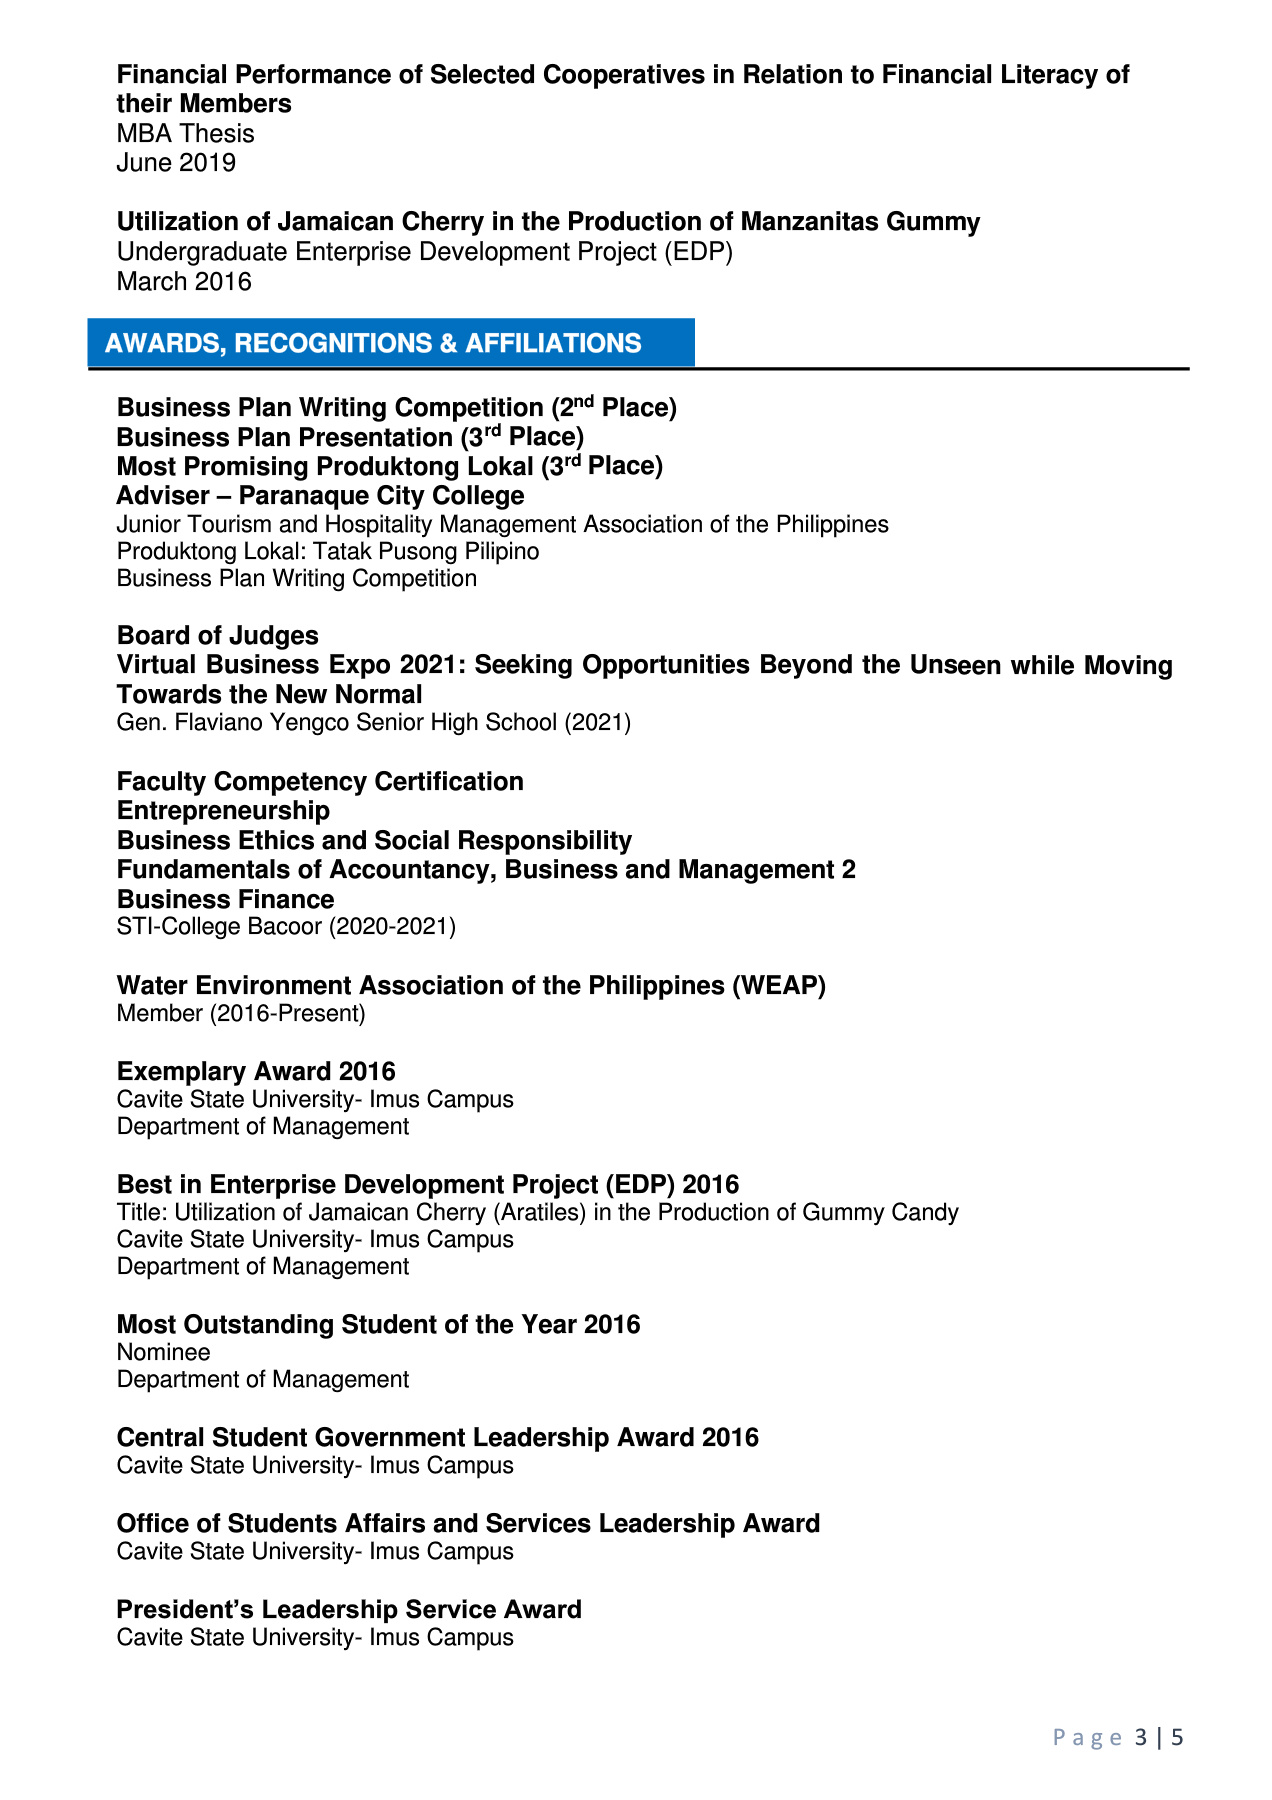 Financial Performance of Selected Cooperatives in Relation to Financial Literacy of
their Members
MBA Thesis
June 2019
Utilization of Jamaican Cherry in the Production of Manzanitas Gummy
Undergraduate Enterprise Development Project (EDP)
March 2016
AWARDS, RECOGNITIONS & AFFILIATIONS
Business Plan Writing Competition (2nd Place)
Business Plan Presentation (3rd Place)
Most Promising Produktong Lokal (3rd Place)
Adviser – Paranaque City College
Junior Tourism and Hospitality Management Association of the Philippines
Produktong Lokal: Tatak Pusong Pilipino
Business Plan Writing Competition
Board of Judges
Virtual Business Expo 2021: Seeking Opportunities Beyond the Unseen while Moving
Towards the New Normal
Gen. Flaviano Yengco Senior High School (2021)
Faculty Competency Certification
Entrepreneurship
Business Ethics and Social Responsibility
Fundamentals of Accountancy, Business and Management 2
Business Finance
STI-College Bacoor (2020-2021)
Water Environment Association of the Philippines (WEAP)
Member (2016-Present)
Exemplary Award 2016
Cavite State University- Imus Campus
Department of Management
Best in Enterprise Development Project (EDP) 2016
Title: Utilization of Jamaican Cherry (Aratiles) in the Production of Gummy Candy
Cavite State University- Imus Campus
Department of Management
Most Outstanding Student of the Year 2016
Nominee
Department of Management
Central Student Government Leadership Award 2016
Cavite State University- Imus Campus
Office of Students Affairs and Services Leadership Award
Cavite State University- Imus Campus
President’s Leadership Service Award
Cavite State University- Imus Campus
Page 3 | 5